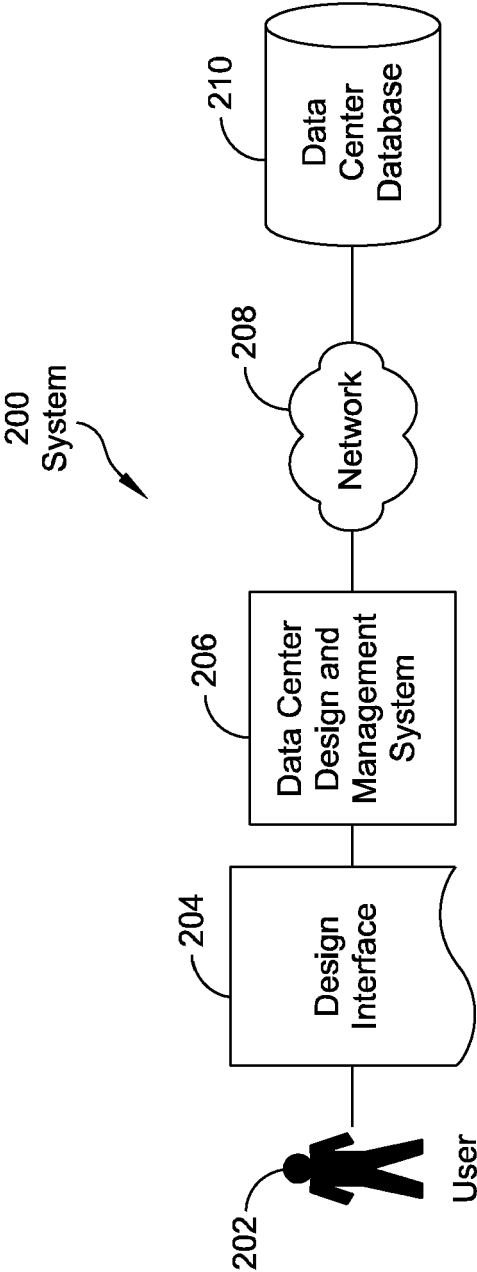 200
System
202
User
204
Design
Interface
206
Data Center
Design and
Management
System
208
Network
210
Data
Center
Database